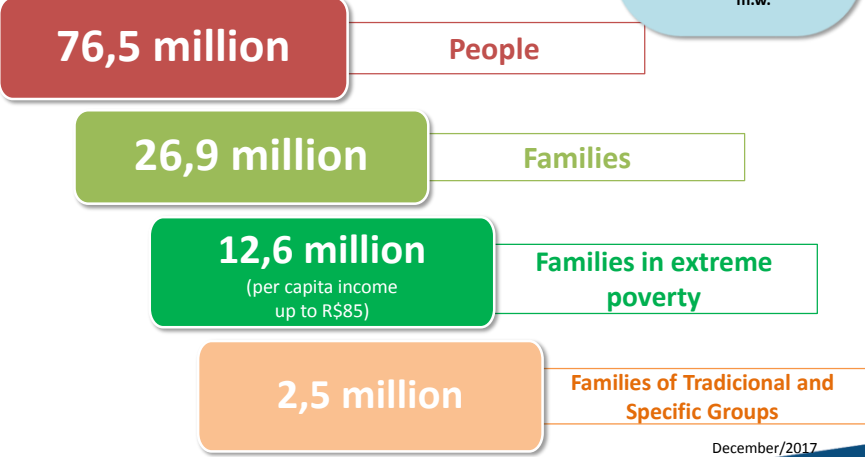 m.w.
76,5 million
People
26,9 million
Families
12,6 million
(per capita income
up to R$85)
Families in extreme
poverty
2,5 million
Families of Tradicional and
Specific Groups
December/2017